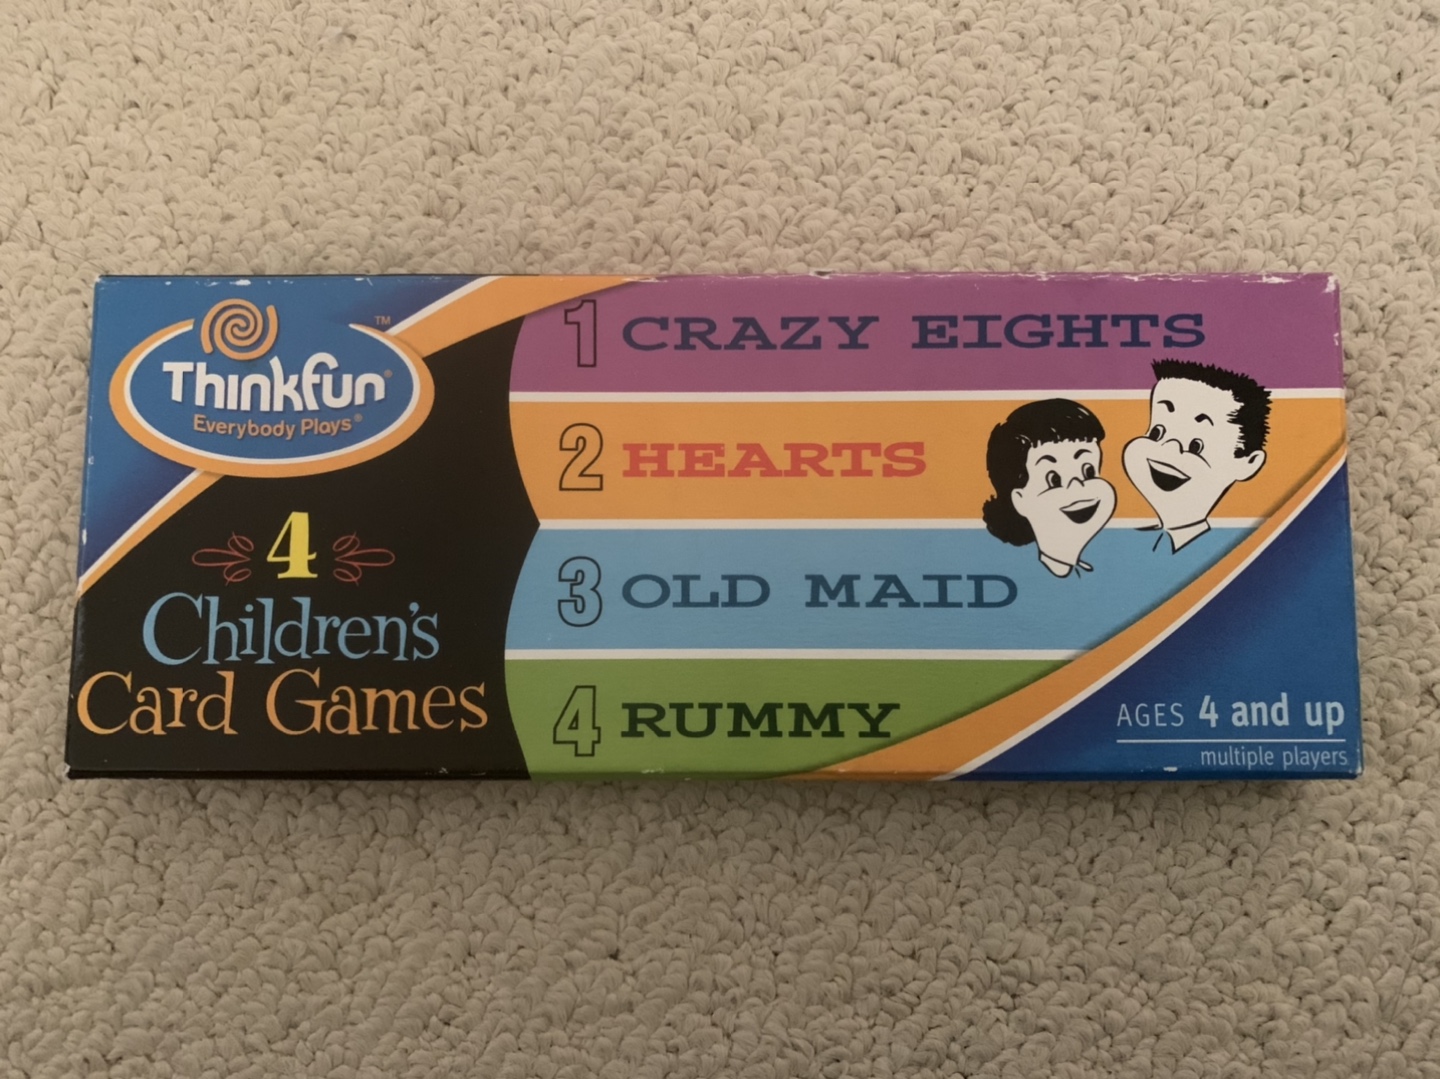 Thinkfun® ™
Everybody Plays®
4
Children's
Card Games
1 CRAZY EIGHTS
2 HEARTS
3 OLD MAID
4 RUMMY
AGES 4 and up
multiple players